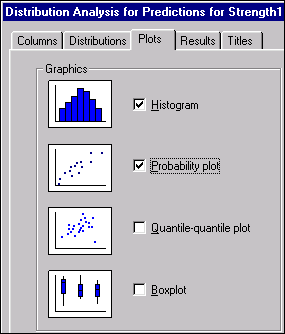 Distribution Analysis for Predictions for Strength1
Columns Distributions Plots Results Titles
Graphics
Histogram
Probability plot
Quantile-quantile plot
Boxplot